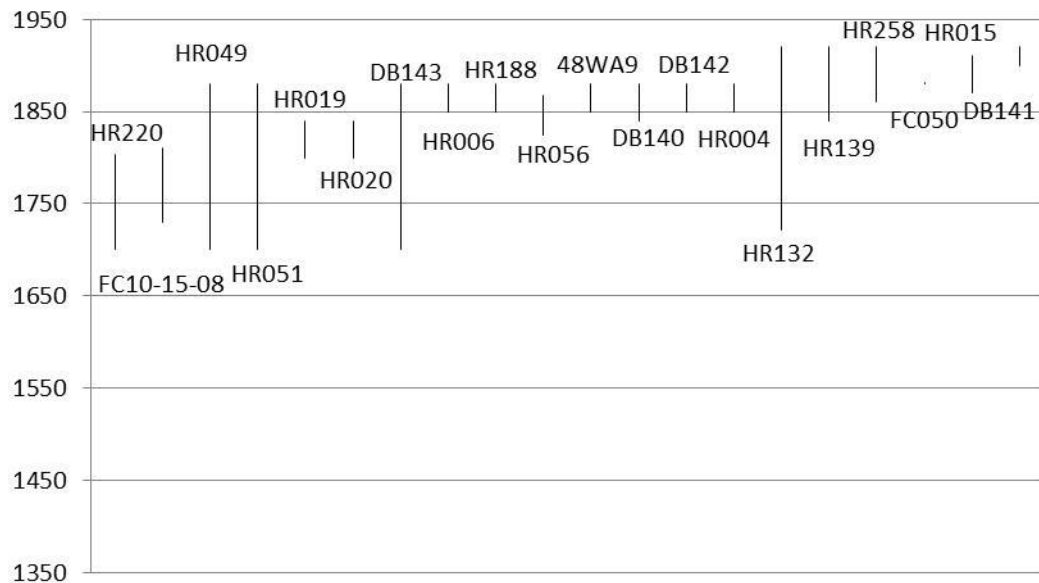 1950
HR258
HR015
HR049
DB143
HR188
48WA9
DB142
HR019
1850
HR220
HR006
HR056
DB140
HR004
HR139
FC050
DB141
HR020
1750
HR132
FC10-15-08
HR051
1650
1550
1450
1350